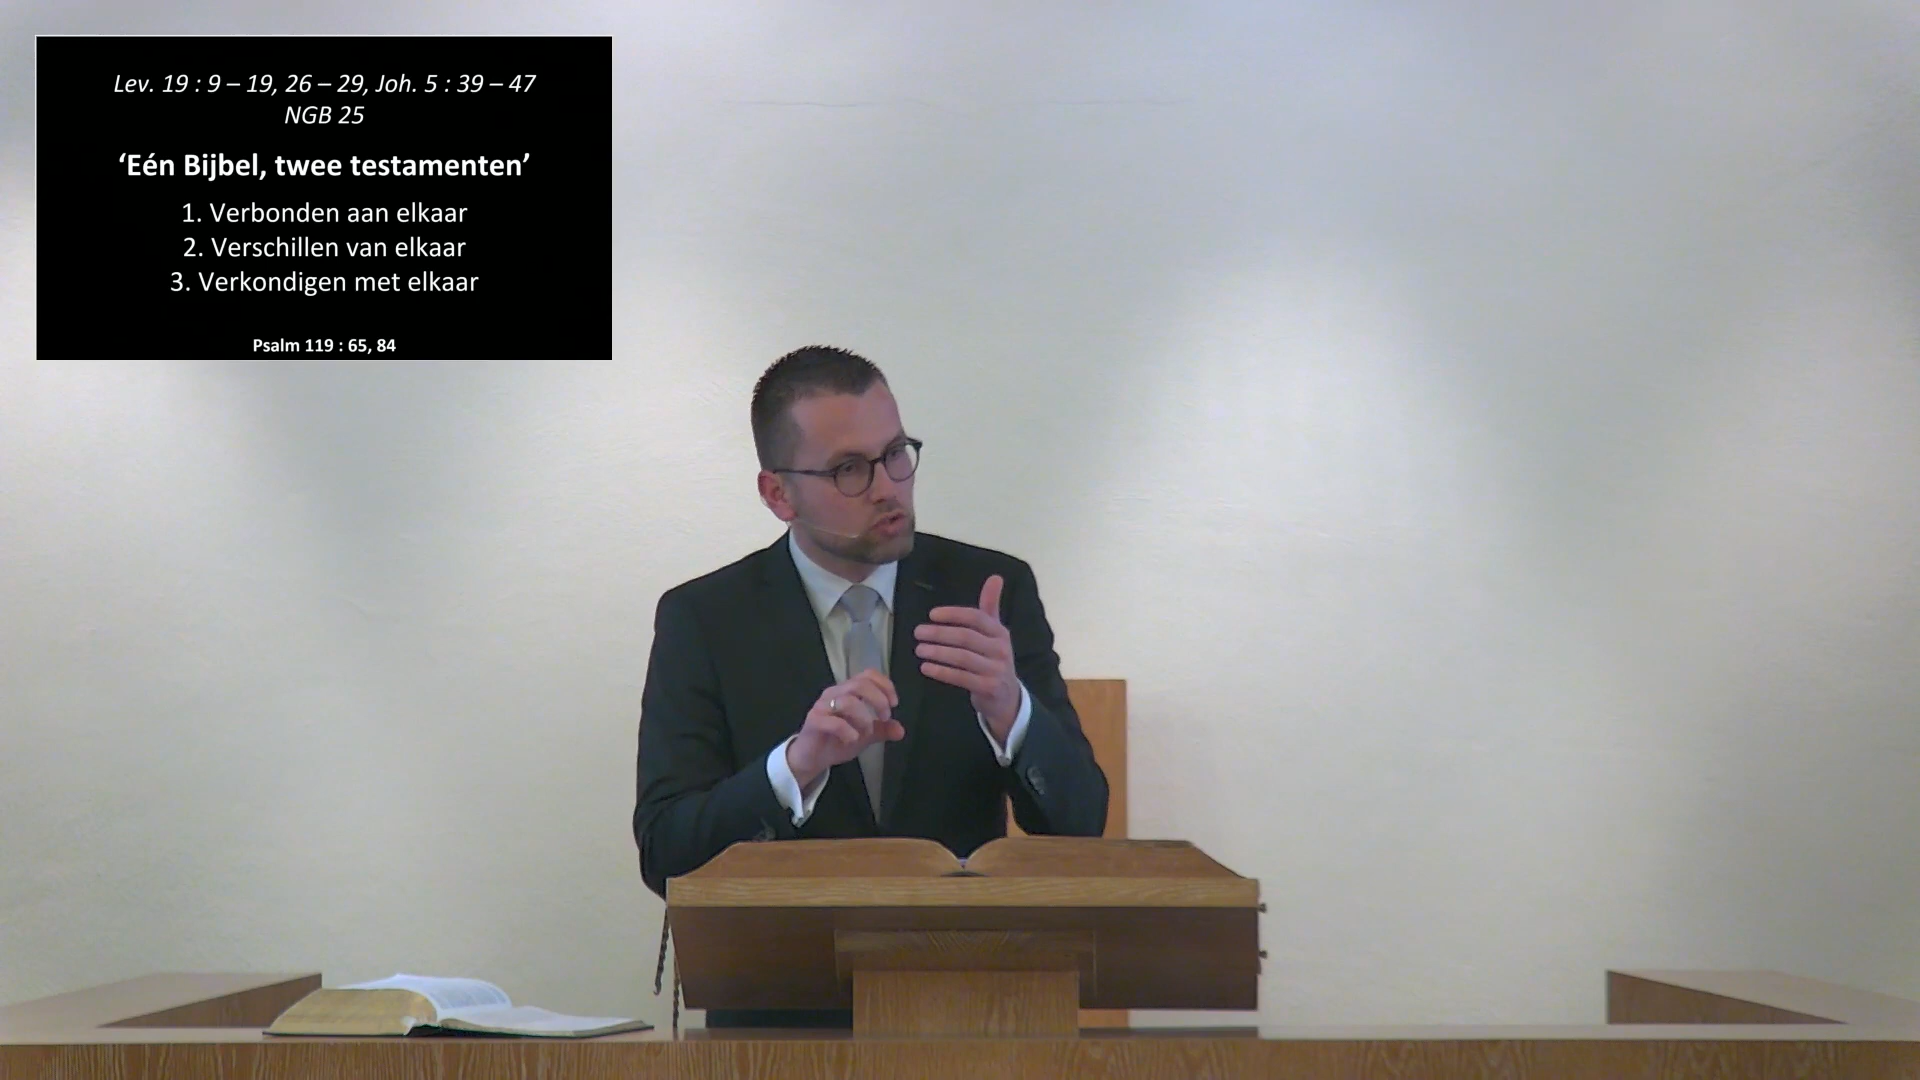 Lev. 19 : 9 – 19, 26 – 29, Joh. 5 : 39 – 47
NGB 25
‘Eén Bijbel, twee testamenten’
1. Verbonden aan elkaar
2. Verschillen van elkaar
3. Verkondigen met elkaar
Psalm 119 : 65, 84